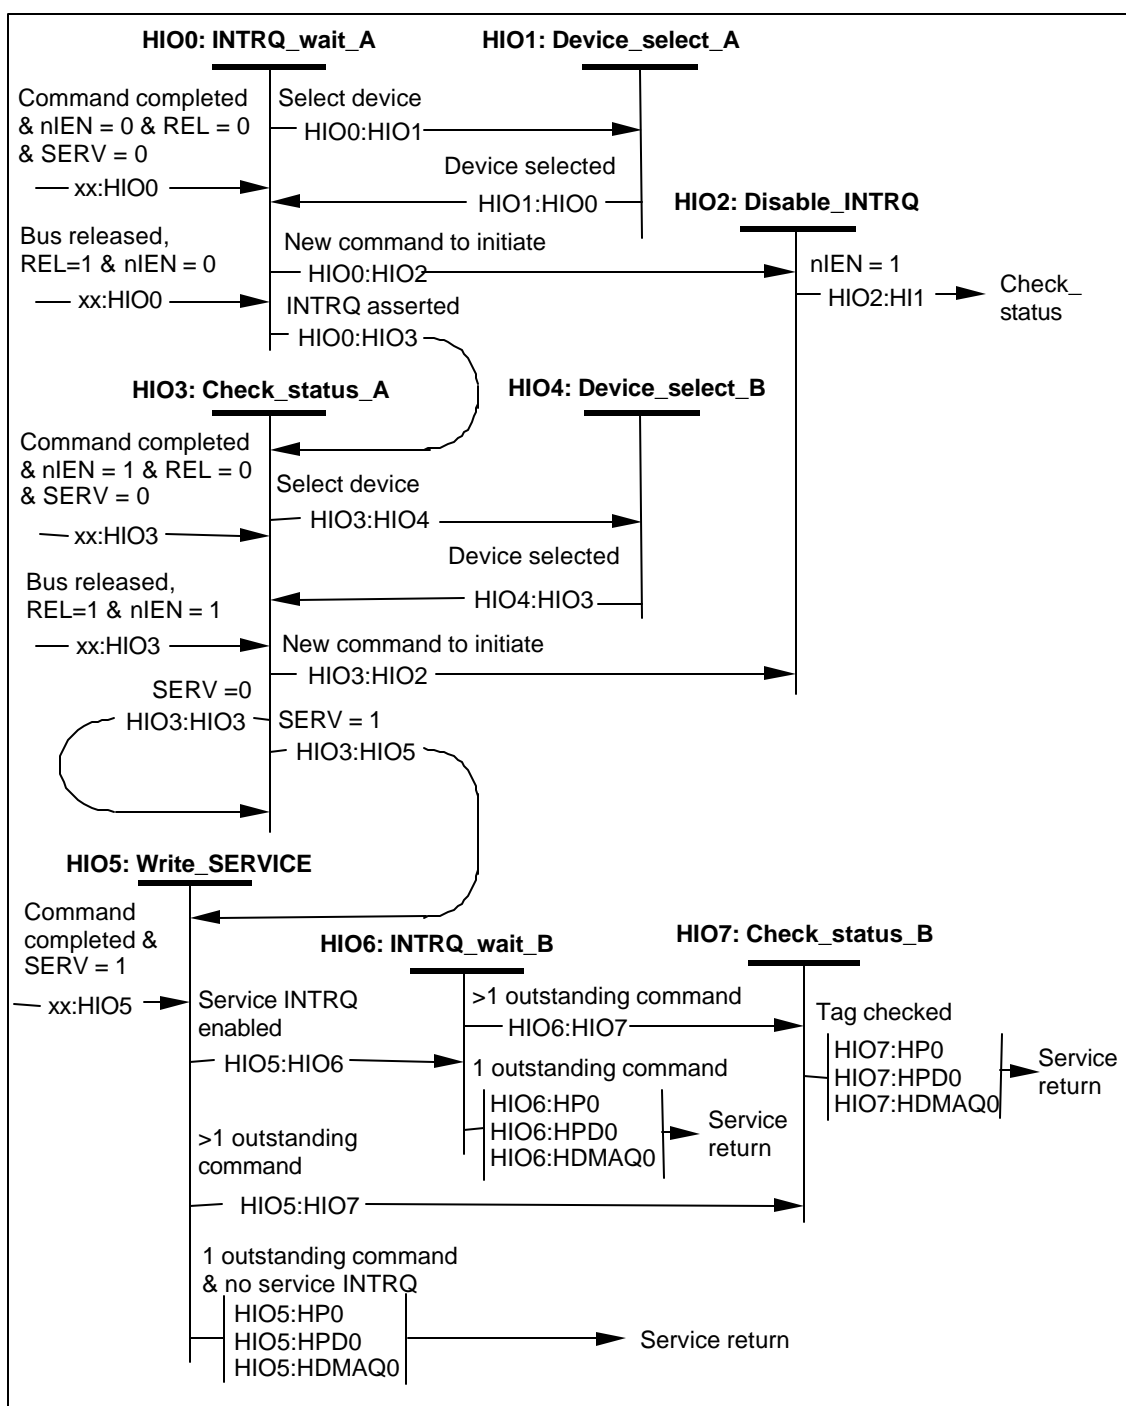 HIO0: INTRQ_wait_A
HIO1: Device_select_A
Command completed
& nIEN = 0 & REL = 0
& SERV = 0
xx:HIO0
Select device
HIO0:HIO1
Device selected
HIO1:HIO0
HIO2: Disable_INTRQ
Bus released,
REL=1 & nIEN = 0
xx:HIO0
New command to initiate
HIO0:HIO2
nIEN = 1
HIO2:HI1
Check_
status
INTRQ asserted
HIO0:HIO3
HIO3: Check_status_A
HIO4: Device_select_B
Command completed
& nIEN = 1 & REL = 0
& SERV = 0
xx:HIO3
Select device
HIO3:HIO4
Device selected
HIO4:HIO3
Bus released,
REL=1 & nIEN = 1
xx:HIO3
New command to initiate
HIO3:HIO2
SERV =0
HIO3:HIO3
SERV = 1
HIO3:HIO5
HIO5: Write_SERVICE
Command
completed &
SERV = 1
xx:HIO5
HIO6: INTRQ_wait_B
HIO7: Check_status_B
Service INTRQ
enabled
HIO5:HIO6
>1 outstanding command
HIO6:HIO7
1 outstanding command
HIO6:HP0
HIO6:HPD0
HIO6:HDMAQ0
Service
return
Tag checked
HIO7:HP0
HIO7:HPD0
HIO7:HDMAQ0
Service
return
>1 outstanding
command
HIO5:HIO7
1 outstanding command
& no service INTRQ
HIO5:HP0
HIO5:HPD0
HIO5:HDMAQ0
Service return